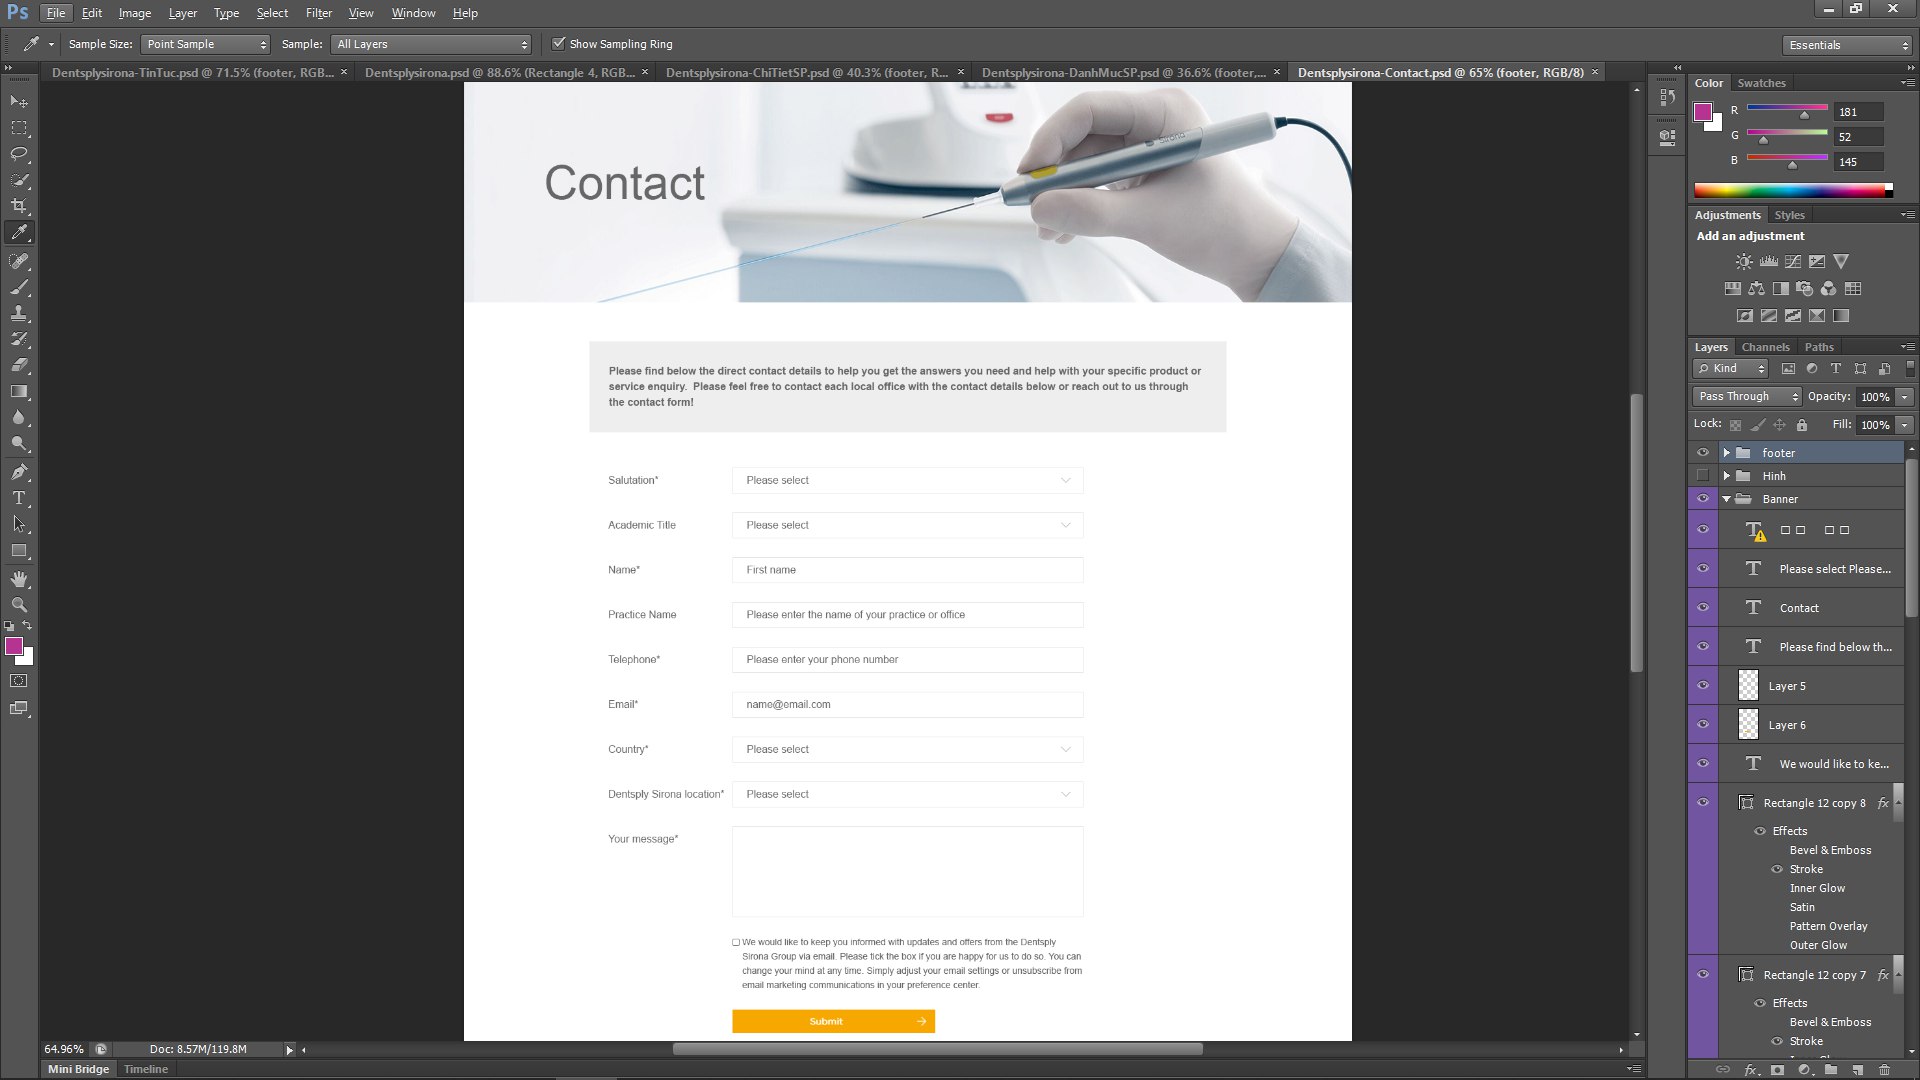 Ps File Edit Image Layer Type Select Filter View Window Help
Sample Size: Point Sample Sample: All Layers Show Sampling Ring Essentials
Dentsplysirona-TinTuc.psd @ 71.5% (footer, RGB... × Dentsplysirona.psd @ 88.6% (Rectangle 4, RGB... × Dentsplysirona-ChiTietSP.psd @ 40.3% (footer, R... × Dentsplysirona-DanhMucSP.psd @ 36.6% (footer,... × Dentsplysirona-Contact.psd @ 65% (footer, RGB/8) ×
sirona
Contact
Please find below the direct contact details to help you get the answers you need and help with your specific product or
service enquiry. Please feel free to contact each local office with the contact details below or reach out to us through
the contact form!
Salutation* Please select
Academic Title Please select
Name* First name
Practice Name Please enter the name of your practice or office
Telephone* Please enter your phone number
Email* name@email.com
Country* Please select
Dentsply Sirona location* Please select
Your message*
We would like to keep you informed with updates and offers from the Dentsply
Sirona Group via email. Please tick the box if you are happy for us to do so. You can
change your mind at any time. Simply adjust your email settings or unsubscribe from
email marketing communications in your preference center.
Submit
64.96% Doc: 8.57M/119.8M
Mini Bridge Timeline
Color Swatches
R 181
G 52
B 145
Adjustments Styles
Add an adjustment
Layers Channels Paths
Kind
Pass Through Opacity: 100%
Lock: Fill: 100%
footer
Hinh
Banner
Please select Please...
Contact
Please find below th...
Layer 5
Layer 6
We would like to ke...
Rectangle 12 copy 8 fx
Effects
Bevel & Emboss
Stroke
Inner Glow
Satin
Pattern Overlay
Outer Glow
Rectangle 12 copy 7 fx
Effects
Bevel & Emboss
Stroke